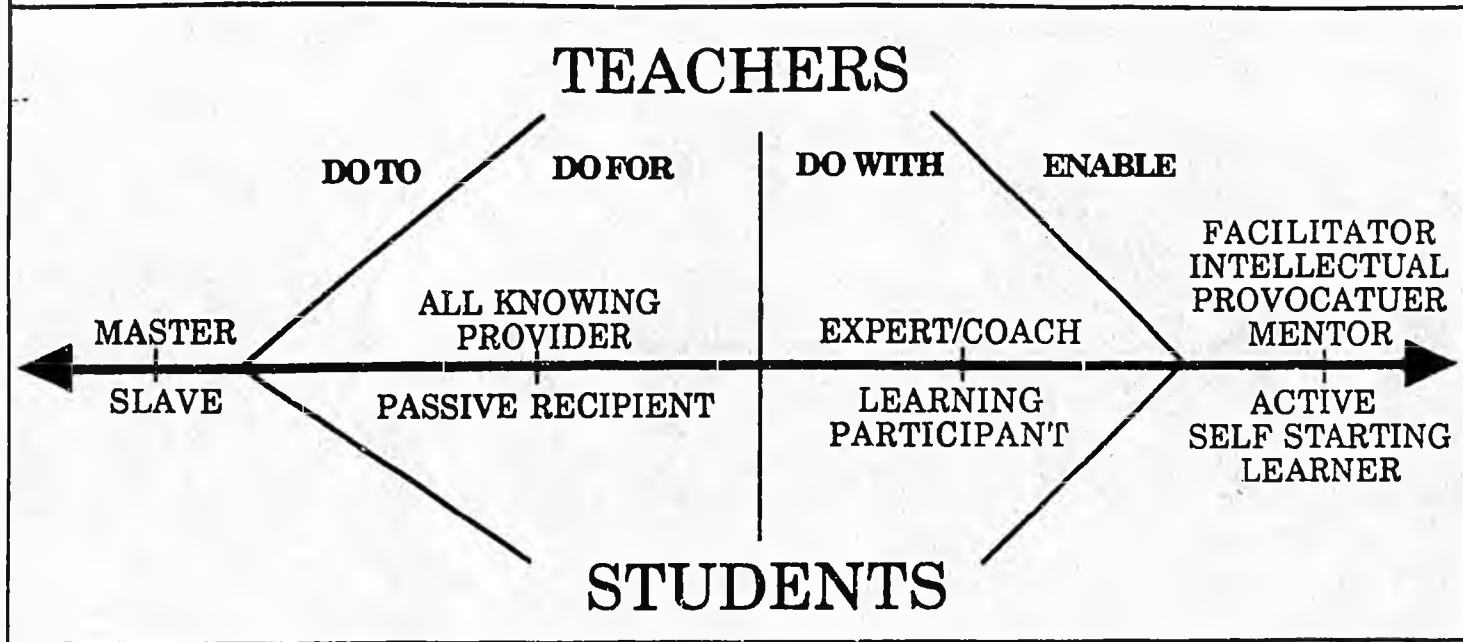 TEACHERS
DO TO
DO FOR
DO WITH
ENABLE
MASTER
ALL KNOWING
PROVIDER
EXPERT/COACH
FACILITATOR
INTELLECTUAL
PROVOCATUER
MENTOR
SLAVE
PASSIVE RECIPIENT
LEARNING
PARTICIPANT
ACTIVE
SELF STARTING
LEARNER
STUDENTS